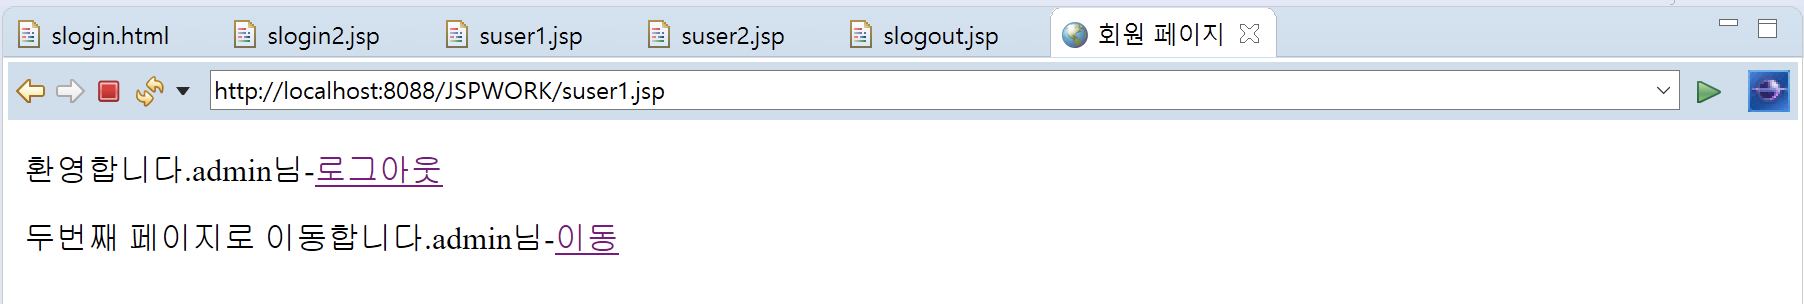 slogin.html slogin2.jsp suser1.jsp suser2.jsp slogout.jsp 회원 페이지
http://localhost:8088/JSPWORK/suser1.jsp
환영합니다.admin님-로그아웃
두번째 페이지로 이동합니다.admin님-이동